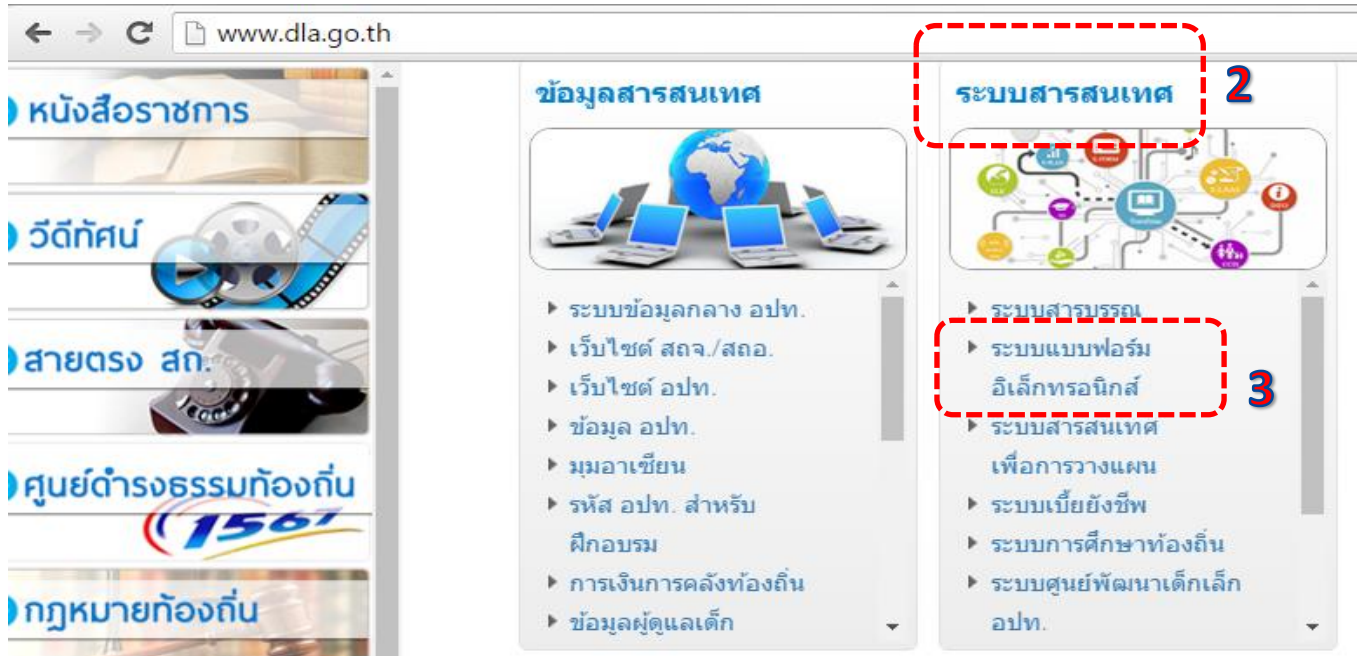 www.dla.go.th
หนังสือราชการ
วีดีทัศน์
สายตรง สถ.
ศูนย์ดำรงธรรมท้องถิ่น
1567
กฎหมายท้องถิ่น
ข้อมูลสารสนเทศ
ระบบข้อมูลกลาง อปท.
เว็บไซต์ สถจ./สถอ.
เว็บไซต์ อปท.
ข้อมูล อปท.
มุมอาเซียน
รหัส อปท. สำหรับ
ฝึกอบรม
การเงินการคลังท้องถิ่น
ข้อมูลผู้ดูแลเด็ก
ระบบสารสนเทศ
2
ระบบสารบรรณ
ระบบแบบฟอร์ม
อิเล็กทรอนิกส์
3
ระบบสารสนเทศ
เพื่อการวางแผน
ระบบเบี้ยยังชีพ
ระบบการศึกษาท้องถิ่น
ระบบศูนย์พัฒนาเด็กเล็ก
อปท.